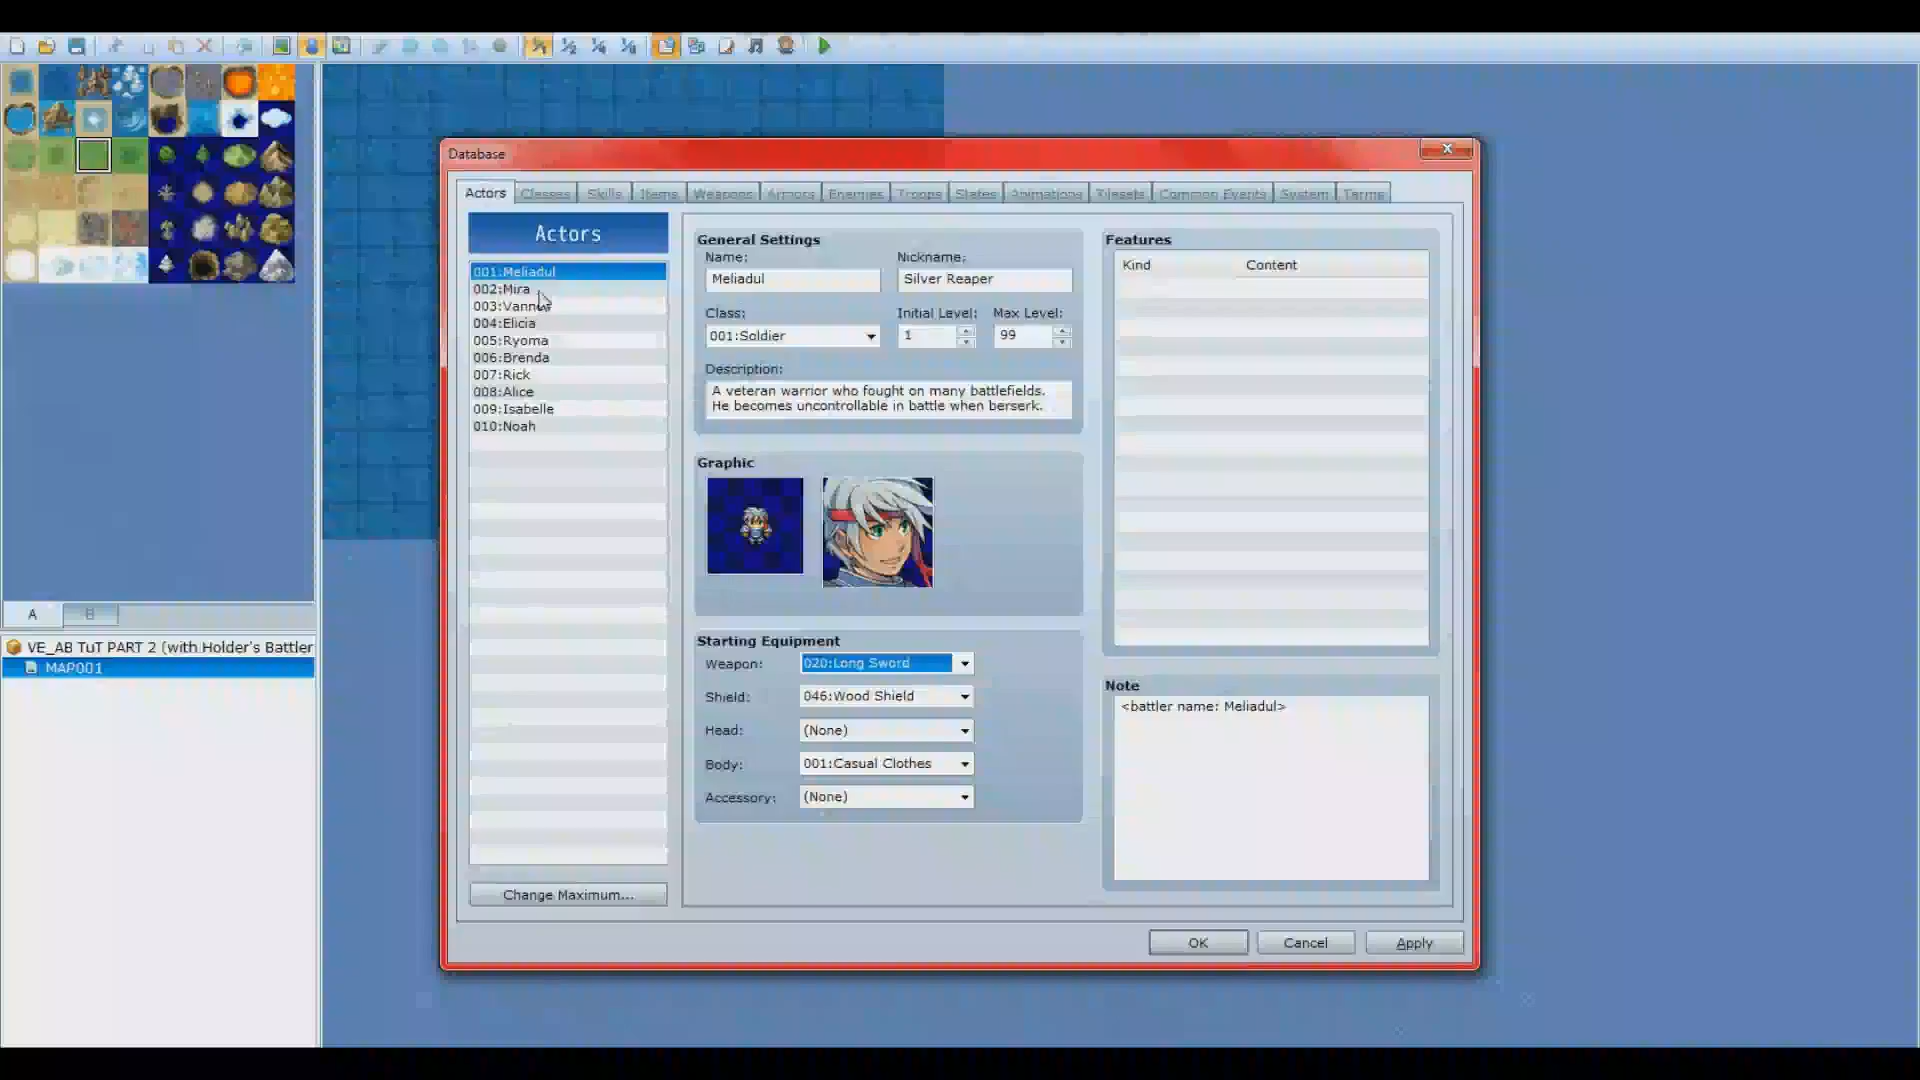 Database
Actors Classes Skills Items Weapons Armors Enemies Troops States Animations Tilesets Common Events System Terms
Actors
001:Meliadul
002:Mira
003:Vann
004:Elicia
005:Ryoma
006:Brenda
007:Rick
008:Alice
009:Isabelle
010:Noah
Change Maximum...
General Settings
Name:
Nickname:
Meliadul
Silver Reaper
Class:
Initial Level:
Max Level:
001:Soldier
1
99
Description:
A veteran warrior who fought on many battlefields.
He becomes uncontrollable in battle when berserk.
Graphic
Starting Equipment
Weapon:
020:Long Sword
Shield:
046:Wood Shield
Head:
(None)
Body:
001:Casual Clothes
Accessory:
(None)
Features
Kind
Content
Note
<battler name: Meliadul>
OK
Cancel
Apply
A
B
VE_AB TuT PART 2 (with Holder's Battler
MAP001